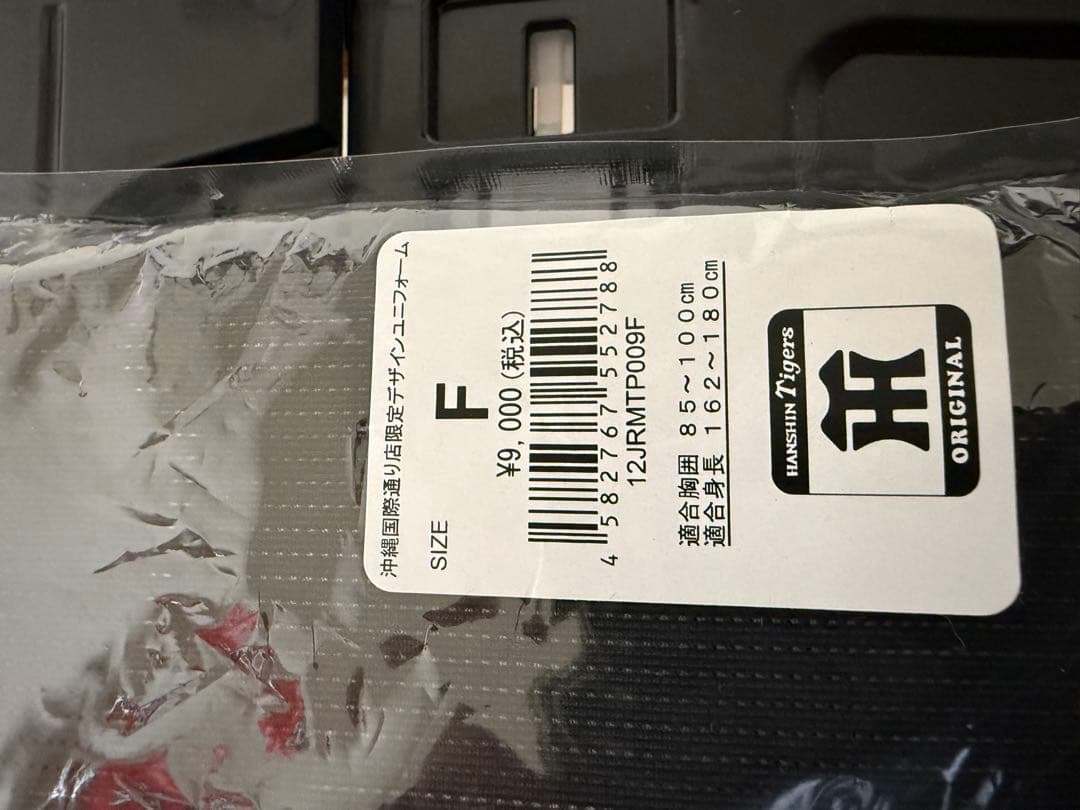 沖縄国際通り店限定デザインユニフォーム
SIZE F
¥9,000(税込)
4 582767 552788
12JRMTP009F
適合胸囲 85~100cm
適合身長 162~180cm
HANSHIN Tigers
TH
ORIGINAL